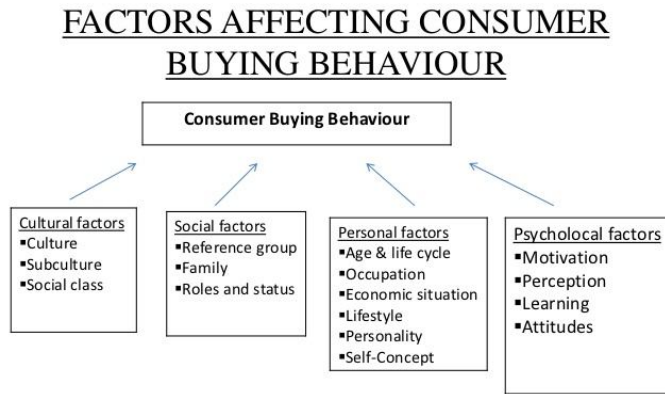 FACTORS AFFECTING CONSUMER
BUYING BEHAVIOUR
Consumer Buying Behaviour
Cultural factors
▪Culture
▪Subculture
▪Social class
Social factors
▪Reference group
▪Family
▪Roles and status
Personal factors
▪Age & life cycle
▪Occupation
▪Economic situation
▪Lifestyle
▪Personality
▪Self-Concept
Psycholocal factors
▪Motivation
▪Perception
▪Learning
▪Attitudes